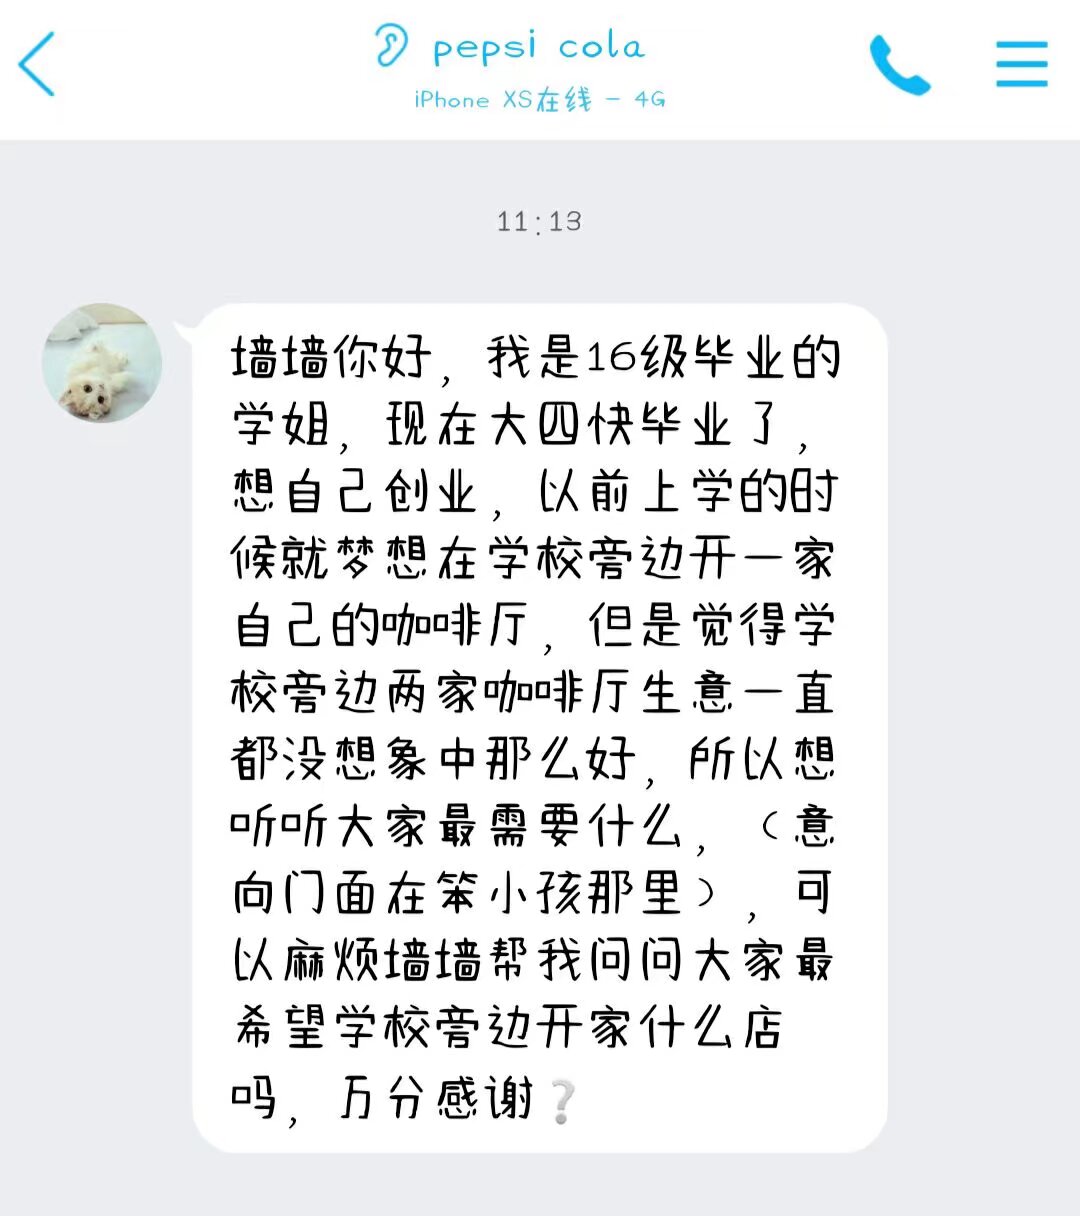 pepsi cola
iPhone XS在线 - 4G
11:13
墙墙你好，我是16级毕业的
学姐，现在大四快毕业了，
想自己创业，以前上学的时
候就梦想在学校旁边开一家
自己的咖啡厅，但是觉得学
校旁边两家咖啡厅生意一直
都没想象中那么好，所以想
听听大家最需要什么，（意
向门面在笨小孩那里），可
以麻烦墙墙帮我问问大家最
希望学校旁边开家什么店
吗，万分感谢❔